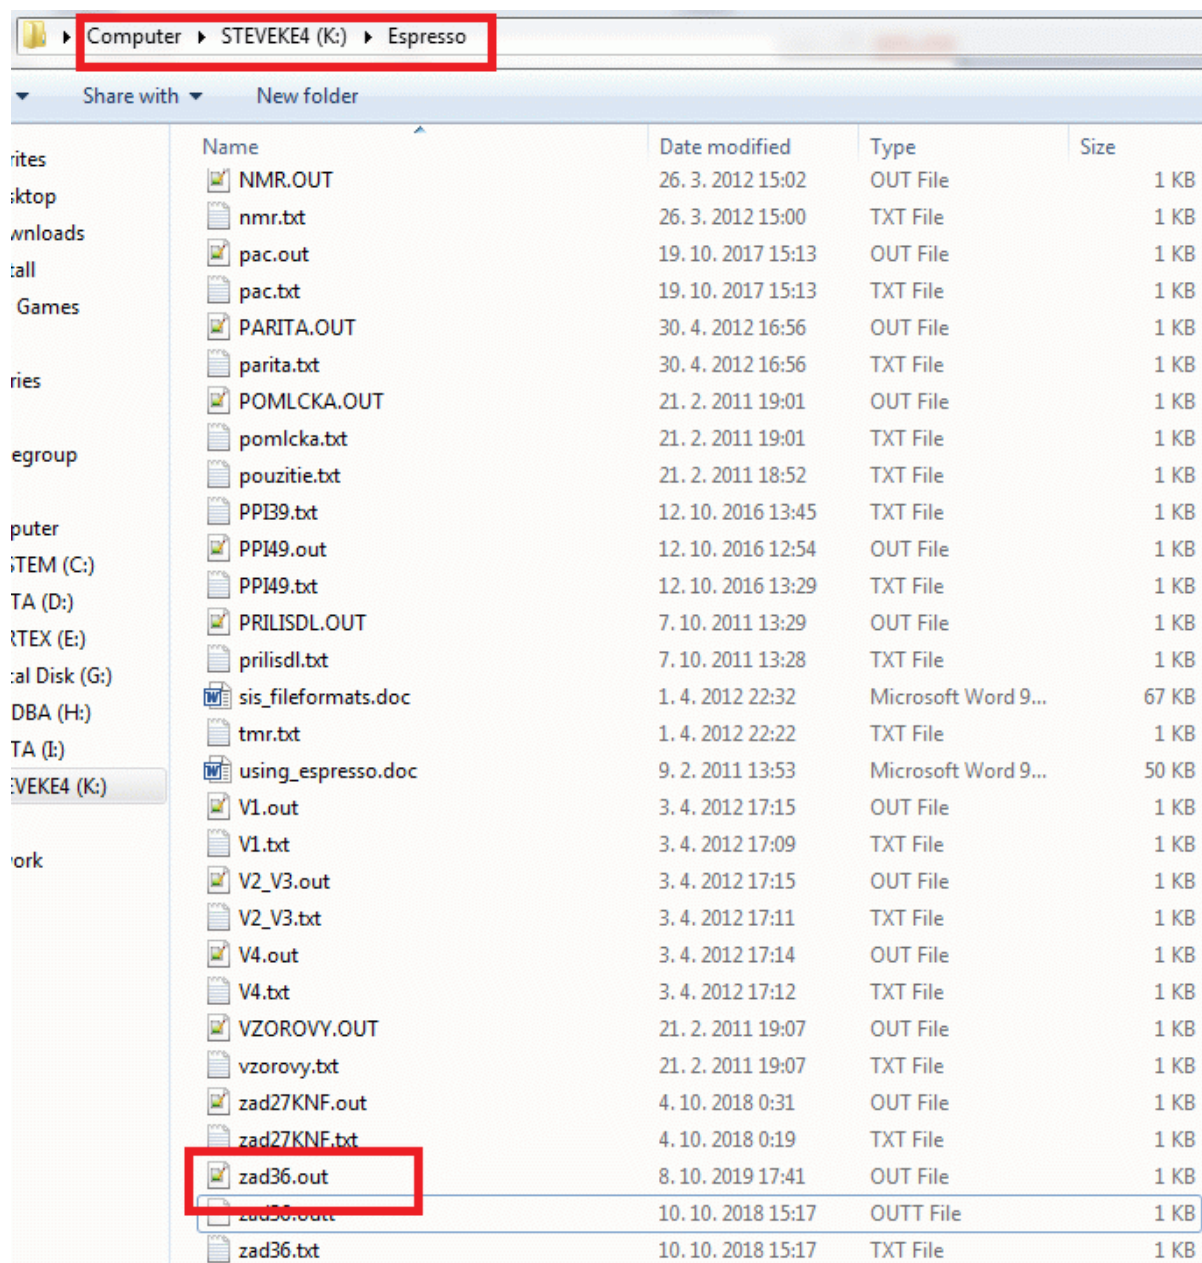 Computer ▸ STEVEKE4 (K:) ▸ Espresso
Share with New folder
Name Date modified Type Size
rites
sktop
wnloads
tall
Games
ries
egroup
puter
STEM (C:)
TA (D:)
RTEX (E:)
cal Disk (G:)
DBA (H:)
TA (I:)
EVEKE4 (K:)
ork
NMR.OUT 26. 3. 2012 15:02 OUT File 1 KB
nmr.txt 26. 3. 2012 15:00 TXT File 1 KB
pac.out 19. 10. 2017 15:13 OUT File 1 KB
pac.txt 19. 10. 2017 15:13 TXT File 1 KB
PARITA.OUT 30. 4. 2012 16:56 OUT File 1 KB
parita.txt 30. 4. 2012 16:56 TXT File 1 KB
POMLCKA.OUT 21. 2. 2011 19:01 OUT File 1 KB
pomlcka.txt 21. 2. 2011 19:01 TXT File 1 KB
pouzitie.txt 21. 2. 2011 18:52 TXT File 1 KB
PPI39.txt 12. 10. 2016 13:45 TXT File 1 KB
PPI49.out 12. 10. 2016 12:54 OUT File 1 KB
PPI49.txt 12. 10. 2016 13:29 TXT File 1 KB
PRILISDL.OUT 7. 10. 2011 13:29 OUT File 1 KB
prilisdl.txt 7. 10. 2011 13:28 TXT File 1 KB
sis_fileformats.doc 1. 4. 2012 22:32 Microsoft Word 9... 67 KB
tmr.txt 1. 4. 2012 22:22 TXT File 1 KB
using_espresso.doc 9. 2. 2011 13:53 Microsoft Word 9... 50 KB
V1.out 3. 4. 2012 17:15 OUT File 1 KB
V1.txt 3. 4. 2012 17:09 TXT File 1 KB
V2_V3.out 3. 4. 2012 17:15 OUT File 1 KB
V2_V3.txt 3. 4. 2012 17:11 TXT File 1 KB
V4.out 3. 4. 2012 17:14 OUT File 1 KB
V4.txt 3. 4. 2012 17:12 TXT File 1 KB
VZOROVY.OUT 21. 2. 2011 19:07 OUT File 1 KB
vzorovy.txt 21. 2. 2011 19:07 TXT File 1 KB
zad27KNF.out 4. 10. 2018 0:31 OUT File 1 KB
zad27KNF.txt 4. 10. 2018 0:19 TXT File 1 KB
zad36.out 8. 10. 2019 17:41 OUT File 1 KB
10. 10. 2018 15:17 OUTT File 1 KB
zad36.txt 10. 10. 2018 15:17 TXT File 1 KB